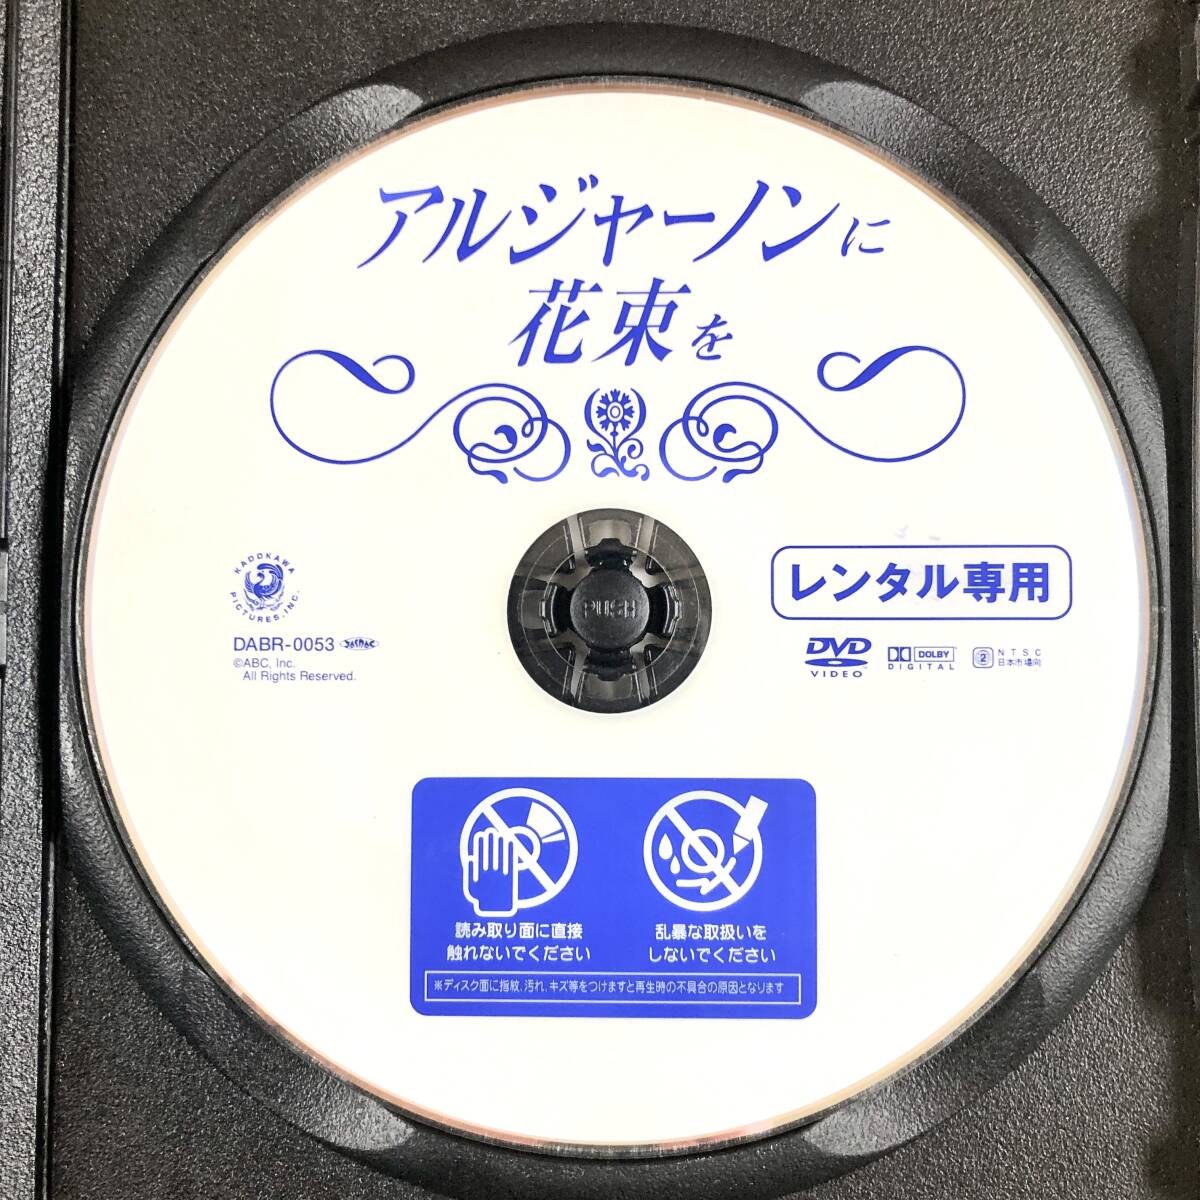 アルジャーノンに
花束を
KADOKAWA
PICTURES, INC.
DABR-0053
©ABC, Inc.
All Rights Reserved.
PUSH
レンタル専用
DVD
VIDEO
DOLBY
DIGITAL
2
NTSC
日本市場向
読み取り面に直接
触れないでください
乱暴な取扱いを
しないでください
※ディスク面に指紋、汚れ、キズ等をつけますと再生時の不具合の原因となります